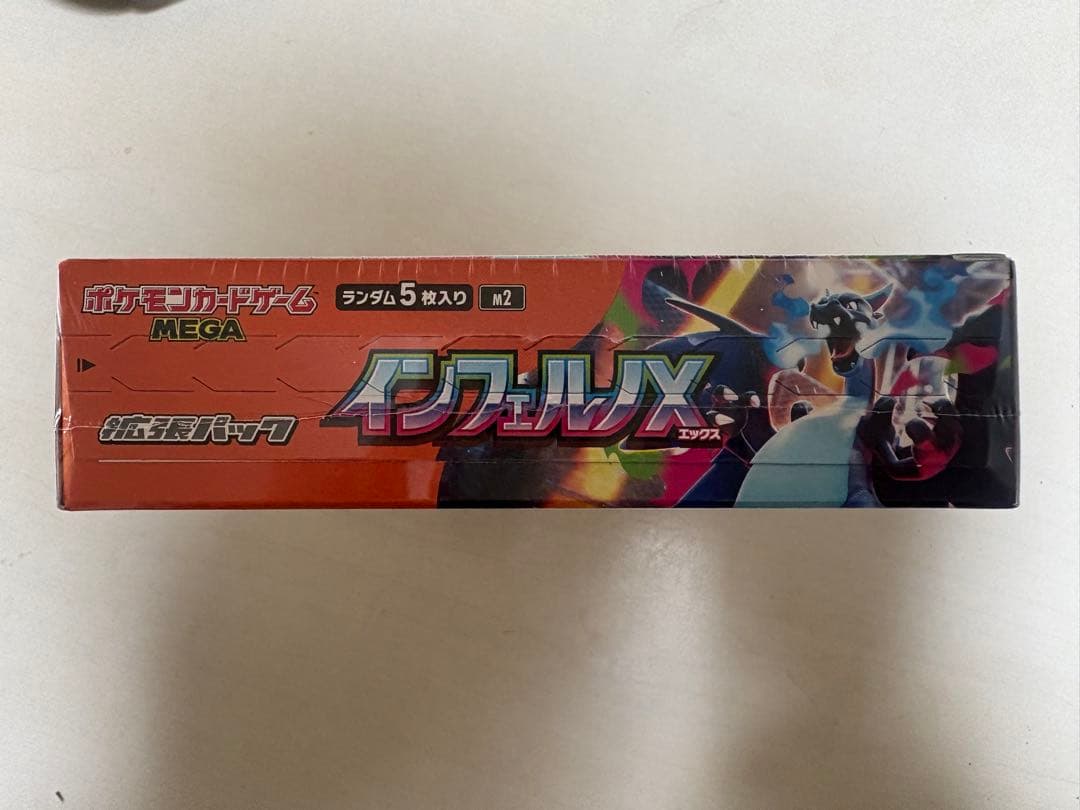 ポケモンカードゲーム
MEGA
ランダム5枚入り
M2
拡張パック
インフェルノX
エックス